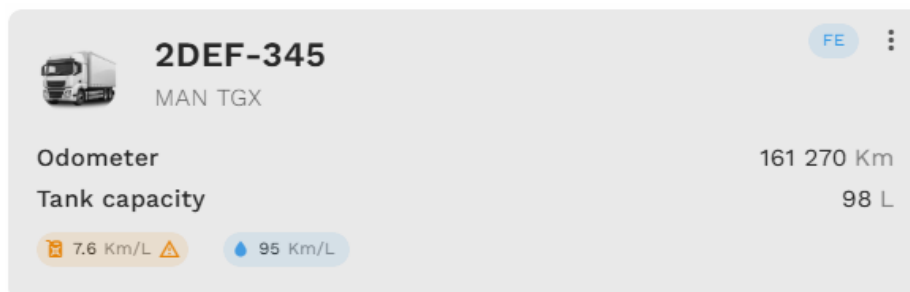 2DEF-345
FE
MAN TGX
Odometer 161 270 Km
Tank capacity 98 L
7.6 Km/L 95 Km/L